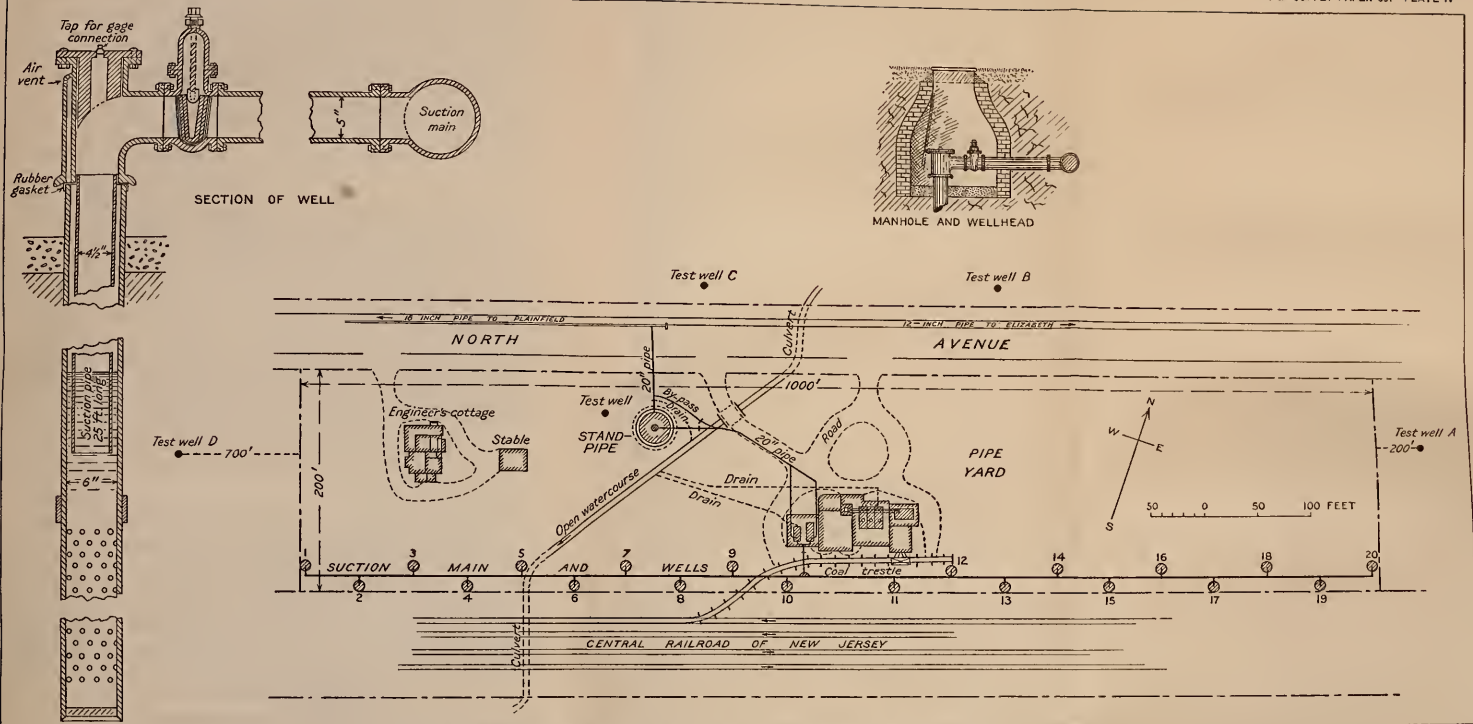 Tap for gage
connection
Air
vent
5"
Suction
main
Rubber
gasket
SECTION OF WELL
4½"
MANHOLE AND WELLHEAD
Suction pipe
25 ft long
6"
Test well C
Test well B
16 INCH PIPE TO PLAINFIELD
12-INCH PIPE TO ELIZABETH
NORTH
AVENUE
Culvert
20" pipe
1000'
By-pass
Drain
Engineer's cottage
Test well
STAND-
PIPE
Stable
Road
20" pipe
PIPE
YARD
N
W
E
S
Test well D
700'
Test well A
200'
200'
Open watercourse
Drain
Drain
50 0 50 100 FEET
1 3 5 7 9 12 14 16 18 20
SUCTION MAIN AND WELLS
Coal trestle
2 4 6 8 10 11 13 15 17 19
Culvert
CENTRAL RAILROAD OF NEW JERSEY